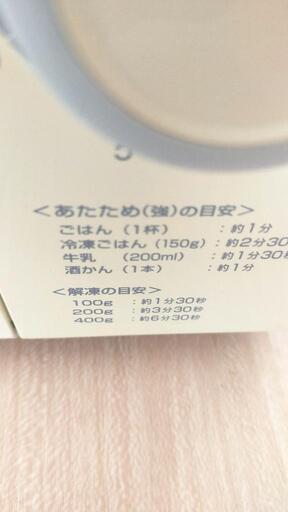 5
＜あたため(強)の目安＞
ごはん(1杯)　：約1分
冷凍ごはん(150g)：約2分30
牛乳　(200ml)：約1分30秒
酒かん(1本)　：約1分
＜解凍の目安＞
100g　：約1分30秒
200g　：約3分30秒
400g　：約6分30秒